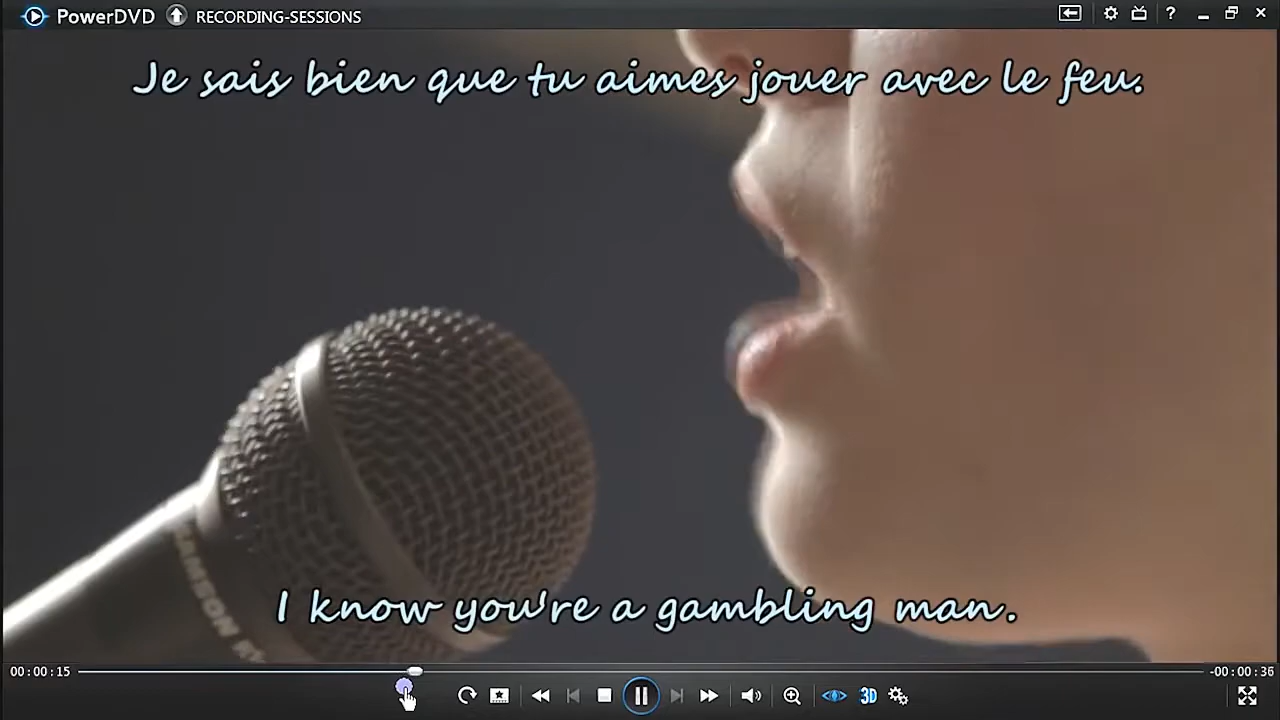 PowerDVD RECORDING-SESSIONS
?
Je sais bien que tu aimes jouer avec le feu.
SAMSON
I know you're a gambling man.
00:00:15
-00:00:36
3D